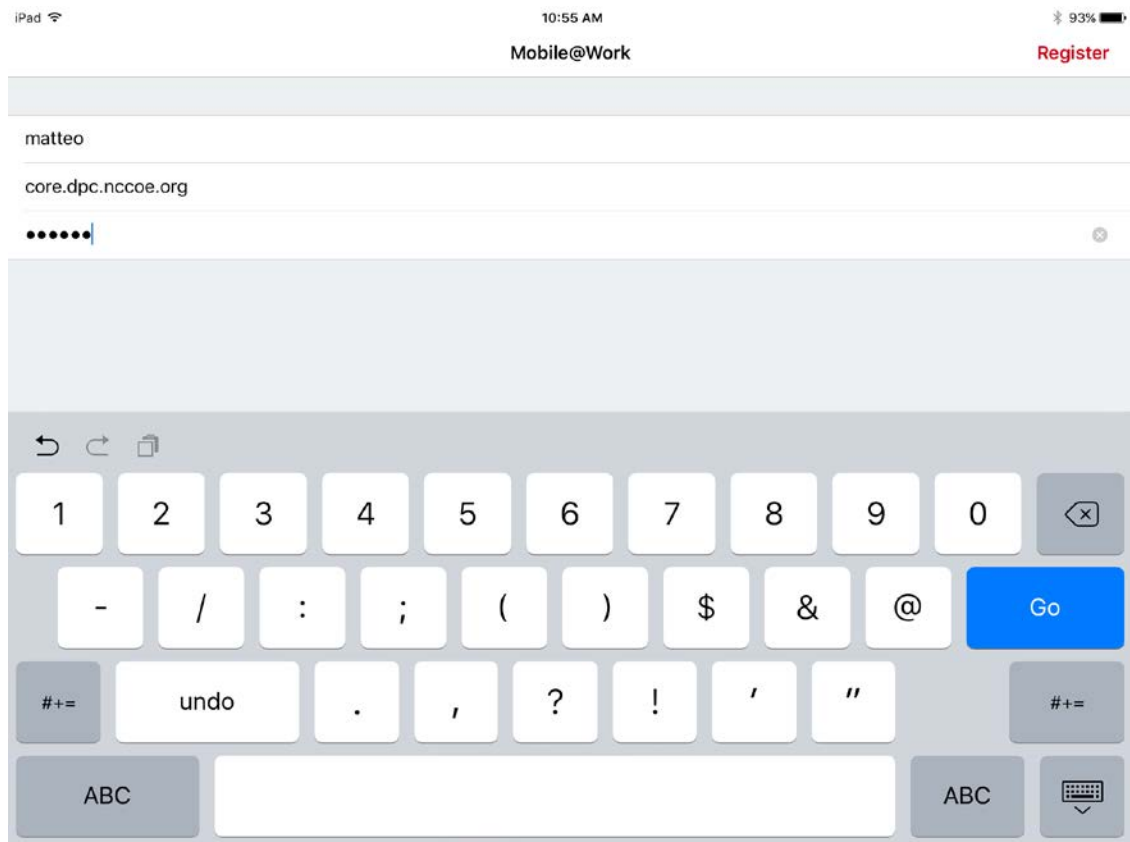 iPad 10:55 AM 93%
Mobile@Work Register
matteo
core.dpc.nccoe.org
••••••
1 2 3 4 5 6 7 8 9 0
- / : ; ( ) $ & @ Go
#+= undo . , ? ! ' " #+=
ABC ABC